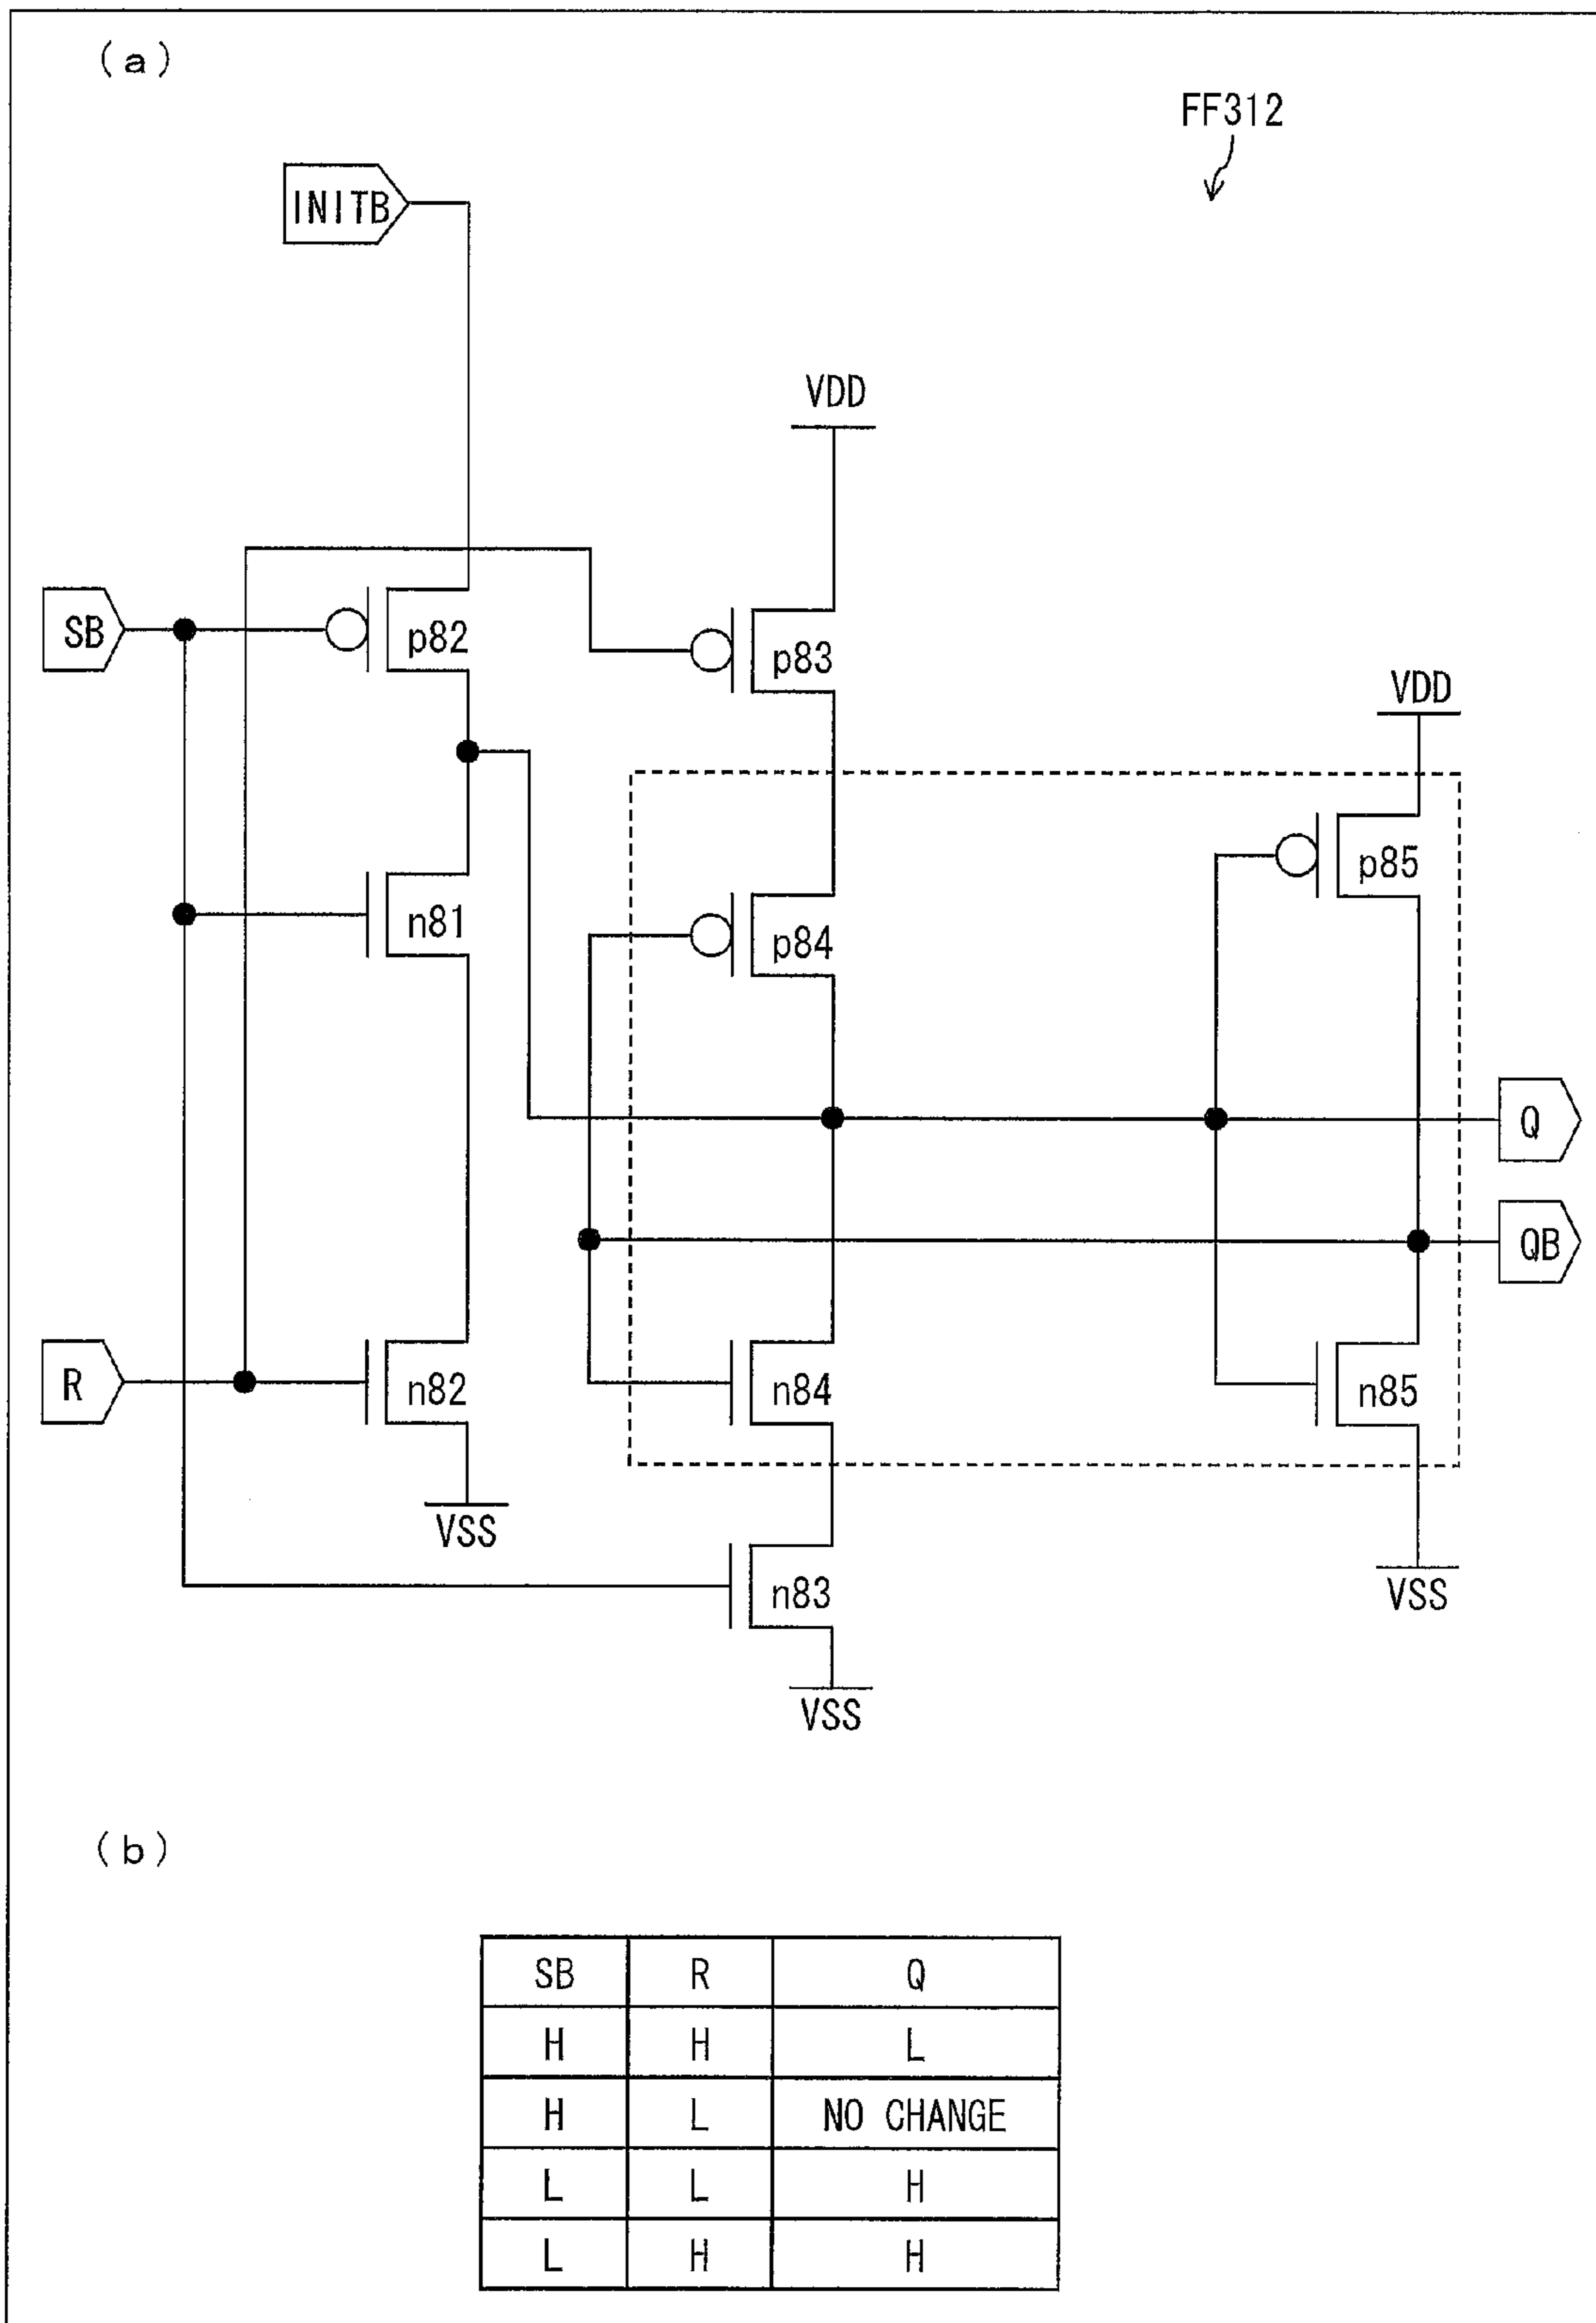 (a)
FF312
INITB
VDD
SB
p82
p83
VDD
p85
n81
p84
Q
QB
R
n82
n84
n85
VSS
n83
VSS
VSS
(b)
SB R Q
H H L
H L NO CHANGE
L L H
L H H